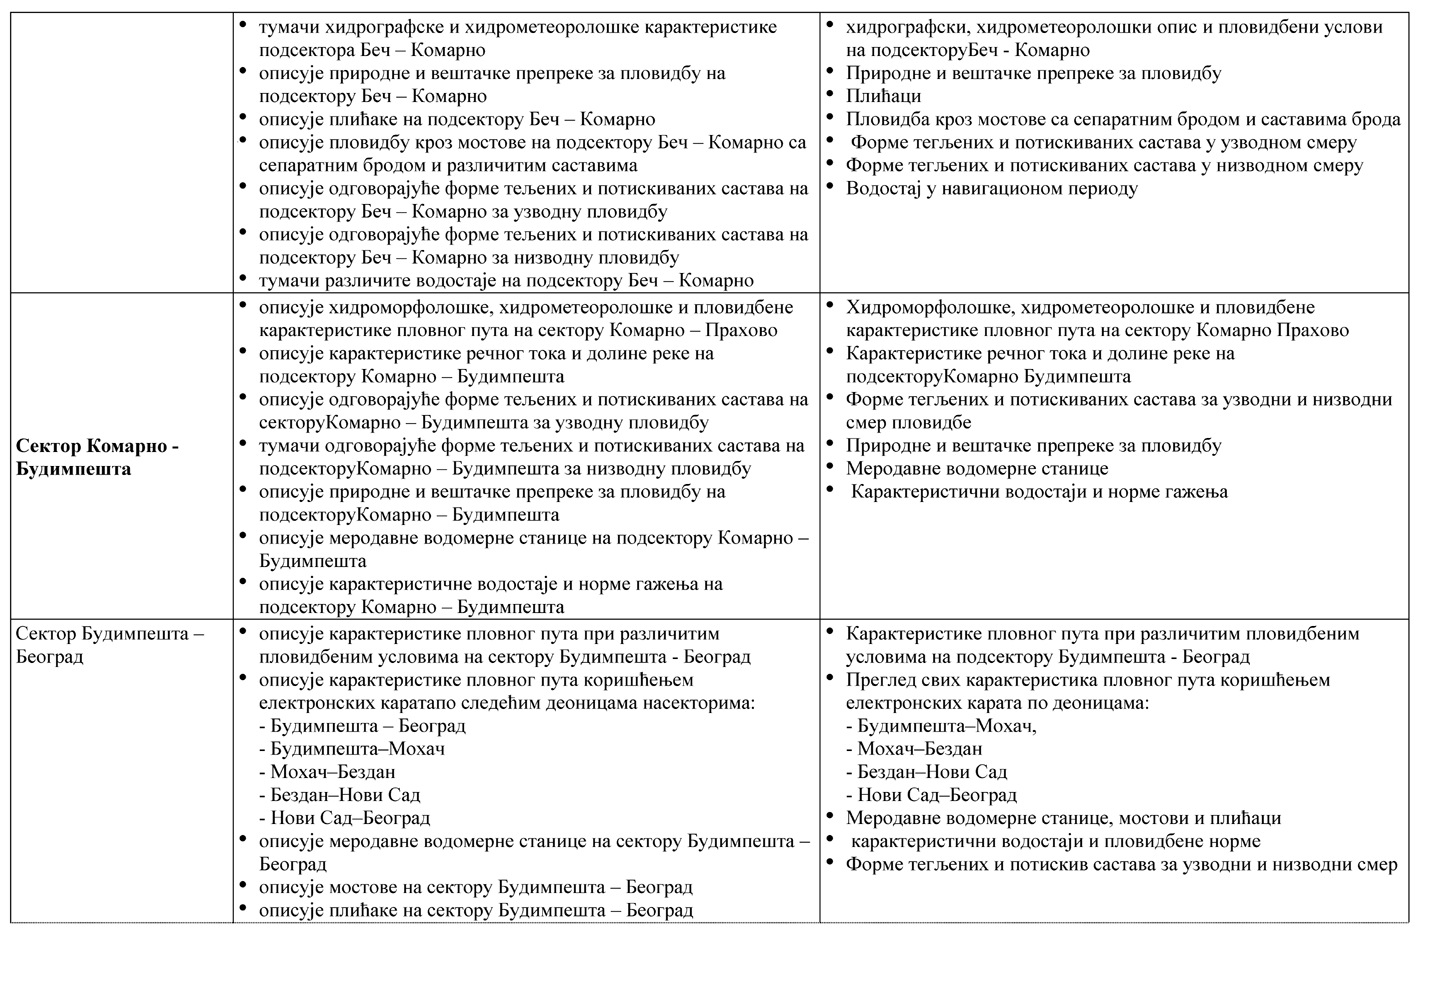 • тумачи хидрографске и хидрометеоролошке карактеристике
подсектора Беч – Комарно
• описује природне и вештачке препреке за пловидбу на
подсектору Беч – Комарно
• описује плићаке на подсектору Беч – Комарно
• описује пловидбу кроз мостове на подсектору Беч – Комарно са
сепаратним бродом и различитим саставима
• описује одговорајуће форме тељених и потискиваних састава на
подсектору Беч – Комарно за узводну пловидбу
• описује одговорајуће форме тељених и потискиваних састава на
подсектору Беч – Комарно за низводну пловидбу
• тумачи различите водостаје на подсектору Беч – Комарно
• хидрографски, хидрометеоролошки опис и пловидбени услови
на подсекторуБеч - Комарно
• Природне и вештачке препреке за пловидбу
• Плићаци
• Пловидба кроз мостове са сепаратним бродом и саставима брода
• Форме тегљених и потискиваних састава у узводном смеру
• Форме тегљених и потискиваних састава у низводном смеру
• Водостај у навигационом периоду
Сектор Комарно -
Будимпешта
• описује хидроморфолошке, хидрометеоролошке и пловидбене
карактеристике пловног пута на сектору Комарно – Прахово
• описује карактеристике речног тока и долине реке на
подсектору Комарно – Будимпешта
• описује одговорајуће форме тељених и потискиваних састава на
секторуКомарно – Будимпешта за узводну пловидбу
• тумачи одговорајуће форме тељених и потискиваних састава на
подсекторуКомарно – Будимпешта за низводну пловидбу
• описује природне и вештачке препреке за пловидбу на
подсекторуКомарно – Будимпешта
• описује меродавне водомерне станице на подсектору Комарно –
Будимпешта
• описује карактеристичне водостаје и норме гажења на
подсектору Комарно – Будимпешта
• Хидроморфолошке, хидрометеоролошке и пловидбене
карактеристике пловног пута на сектору Комарно Прахово
• Карактеристике речног тока и долине реке на
подсекторуКомарно Будимпешта
• Форме тегљених и потискиваних састава за узводни и низводни
смер пловидбе
• Природне и вештачке препреке за пловидбу
• Меродавне водомерне станице
• Карактеристични водостаји и норме гажења
Сектор Будимпешта –
Београд
• описује карактеристике пловног пута при различитим
пловидбеним условима на сектору Будимпешта - Београд
• описује карактеристике пловног пута коришћењем
електронских каратапо следећим деоницама насекторима:
- Будимпешта – Београд
- Будимпешта–Мохач
- Мохач–Бездан
- Бездан–Нови Сад
- Нови Сад–Београд
• описује меродавне водомерне станице на сектору Будимпешта –
Београд
• описује мостове на сектору Будимпешта – Београд
• описује плићаке на сектору Будимпешта – Београд
• Карактеристике пловног пута при различитим пловидбеним
условима на подсектору Будимпешта - Београд
• Преглед свих карактеристика пловног пута коришћењем
електронских карата по деоницама:
- Будимпешта–Мохач,
- Мохач–Бездан
- Бездан–Нови Сад
- Нови Сад–Београд
• Меродавне водомерне станице, мостови и плићаци
• карактеристични водостаји и пловидбене норме
• Форме тегљених и потискив састава за узводни и низводни смер